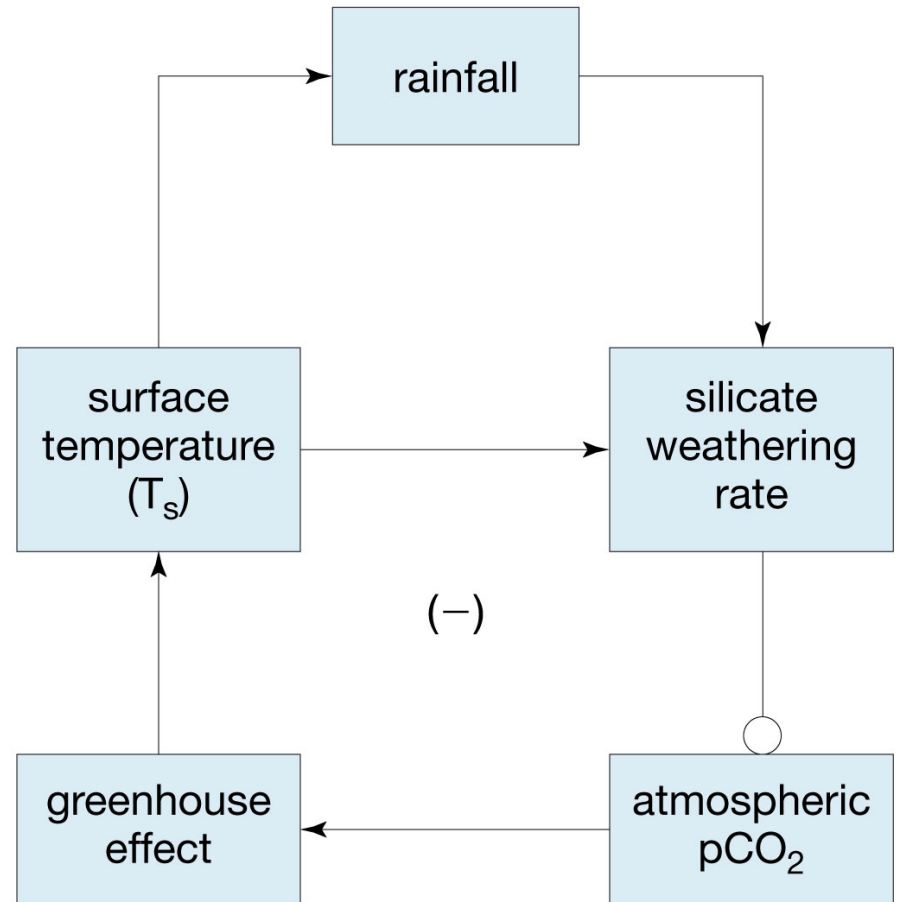 rainfall
surface
temperature
(Tₛ)
silicate
weathering
rate
(−)
greenhouse
effect
atmospheric
pCO₂